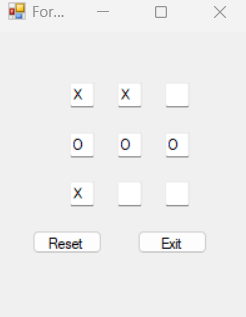 For...
X X
O O O
X
Reset Exit